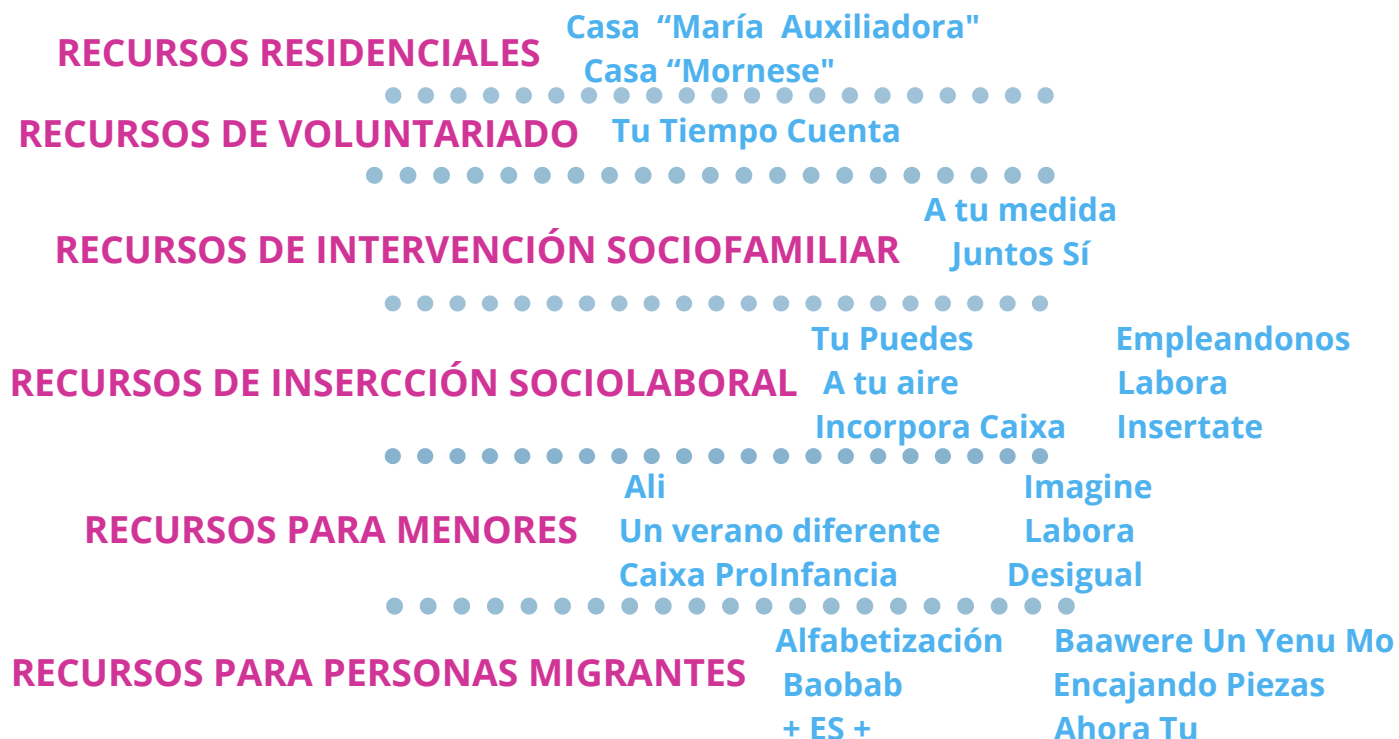 RECURSOS RESIDENCIALES
Casa “María Auxiliadora"
Casa “Mornese"
RECURSOS DE VOLUNTARIADO
Tu Tiempo Cuenta
RECURSOS DE INTERVENCIÓN SOCIOFAMILIAR
A tu medida
Juntos Sí
RECURSOS DE INSERCCIÓN SOCIOLABORAL
Tu Puedes
A tu aire
Incorpora Caixa
Empleandonos
Labora
Insertate
RECURSOS PARA MENORES
Ali
Un verano diferente
Caixa ProInfancia
Imagine
Labora
Desigual
RECURSOS PARA PERSONAS MIGRANTES
Alfabetización
Baobab
+ ES +
Baawere Un Yenu Mo
Encajando Piezas
Ahora Tu